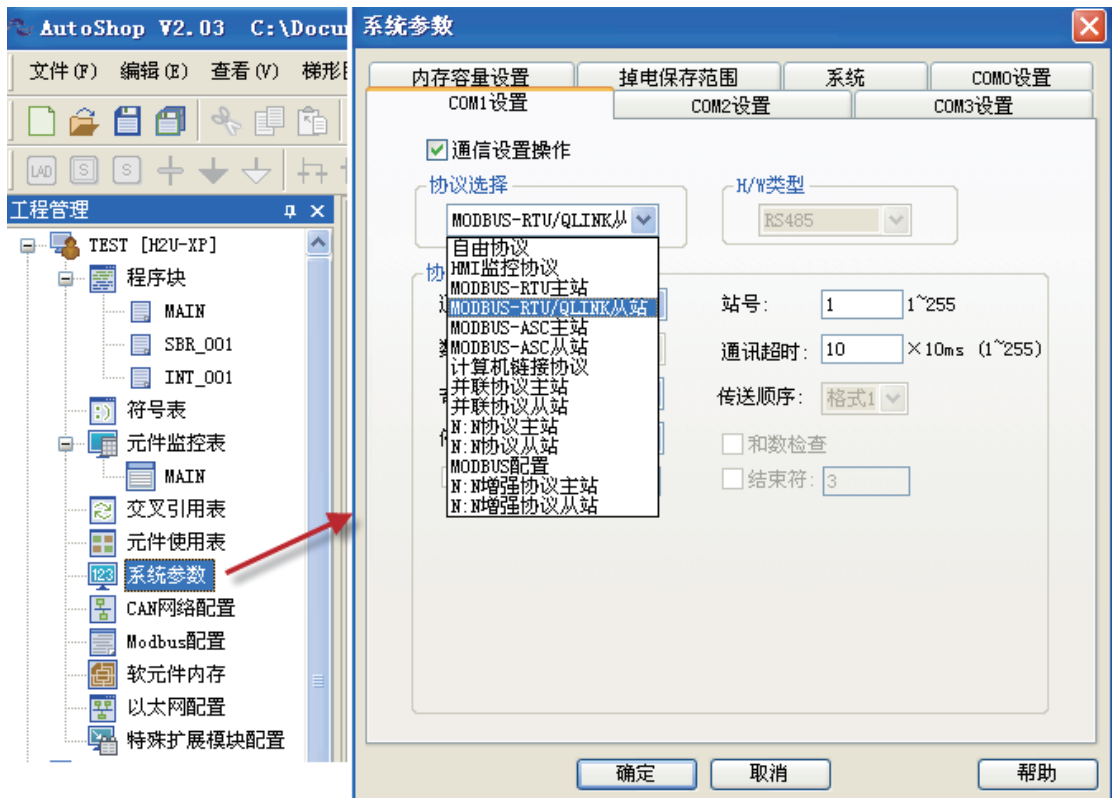 AutoShop V2.03 C:\Docum
文件(F) 编辑(E) 查看(V) 梯形
LAD S S
工程管理
TEST [H2U-XP]
程序块
MAIN
SBR_001
INT_001
符号表
元件监控表
MAIN
交叉引用表
元件使用表
123 系统参数
CAN网络配置
Modbus配置
软元件内存
以太网配置
特殊扩展模块配置
系统参数
内存容量设置 掉电保存范围 系统 COM0设置
COM1设置 COM2设置 COM3设置
通信设置操作
协议选择 H/W类型
MODBUS-RTU/QLINK从 RS485
自由协议
HMI监控协议
MODBUS-RTU主站
MODBUS-RTU/QLINK从站
MODBUS-ASC主站
MODBUS-ASC从站
计算机链接协议
并联协议主站
并联协议从站
N:N协议主站
N:N协议从站
MODBUS配置
N:N增强协议主站
N:N增强协议从站
协
站号: 1 1~255
通讯超时: 10 ×10ms (1~255)
传送顺序: 格式1
和数检查
结束符: 3
确定 取消 帮助